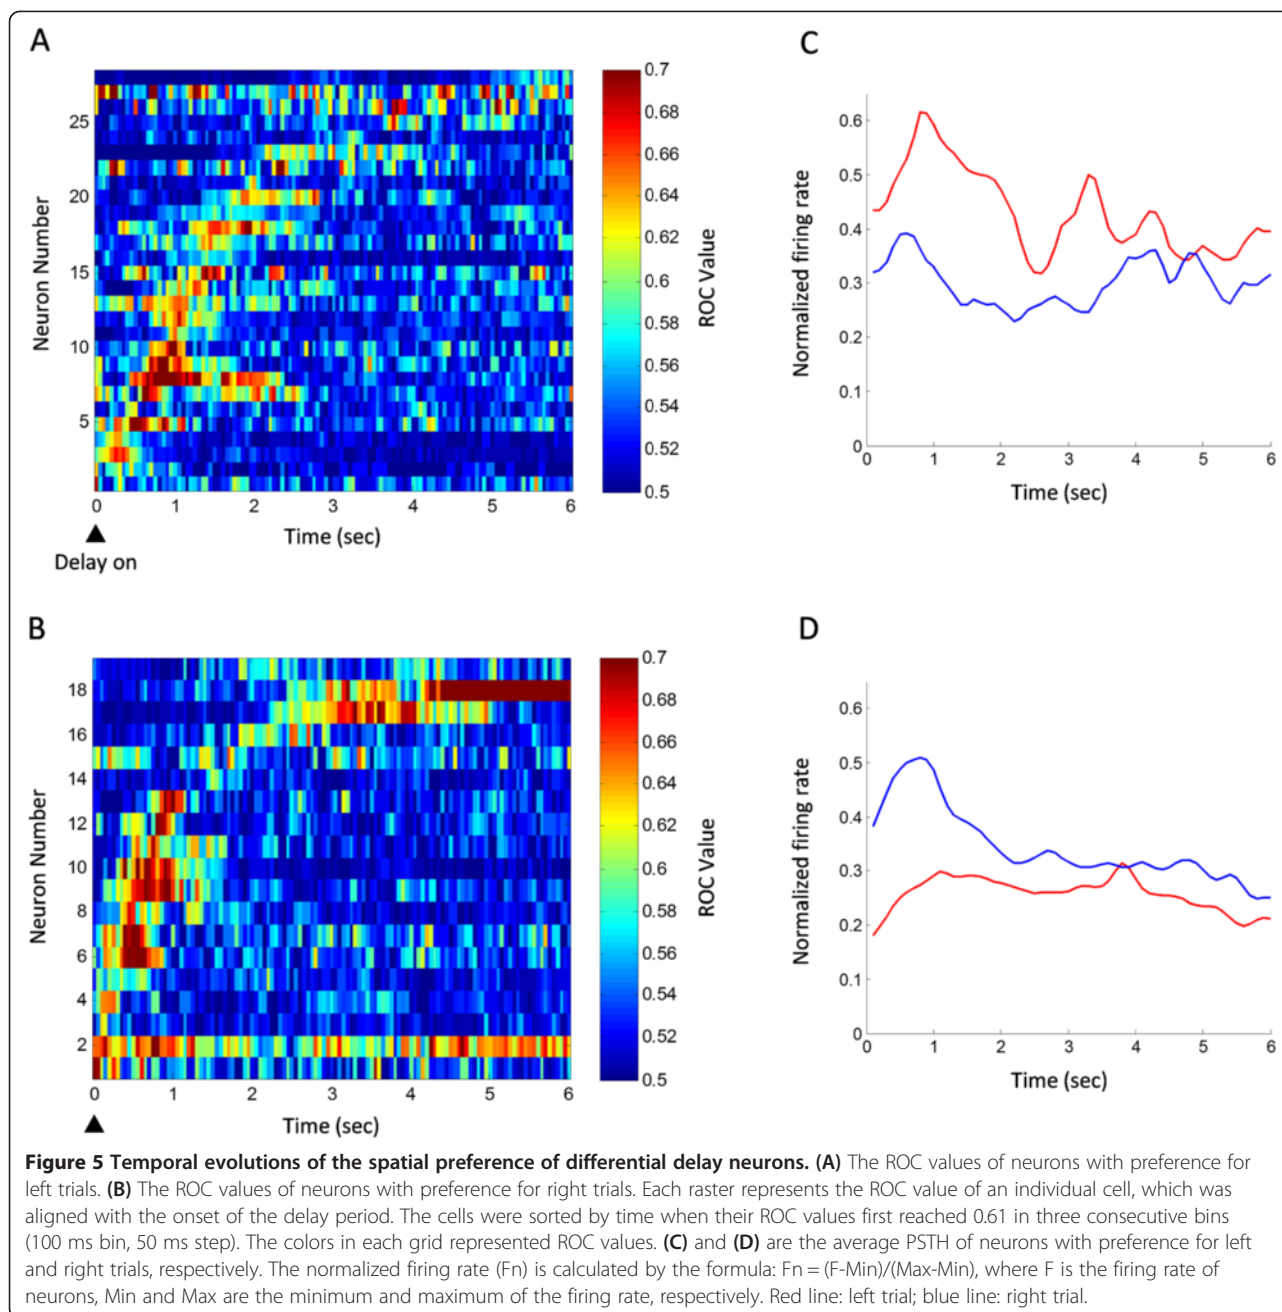 A
25
20
15
10
5
Neuron Number
0 1 2 3 4 5 6
Time (sec)
Delay on
0.7
0.68
0.66
0.64
0.62
0.6
0.58
0.56
0.54
0.52
0.5
ROC Value
C
0.6
0.5
0.4
0.3
0.2
0.1
0
Normalized firing rate
0 1 2 3 4 5 6
Time (sec)
B
18
16
14
12
10
8
6
4
2
Neuron Number
0 1 2 3 4 5 6
Time (sec)
0.7
0.68
0.66
0.64
0.62
0.6
0.58
0.56
0.54
0.52
0.5
ROC Value
D
0.6
0.5
0.4
0.3
0.2
0.1
0
Normalized firing rate
0 1 2 3 4 5 6
Time (sec)
Figure 5 Temporal evolutions of the spatial preference of differential delay neurons. (A) The ROC values of neurons with preference for
left trials. (B) The ROC values of neurons with preference for right trials. Each raster represents the ROC value of an individual cell, which was
aligned with the onset of the delay period. The cells were sorted by time when their ROC values first reached 0.61 in three consecutive bins
(100 ms bin, 50 ms step). The colors in each grid represented ROC values. (C) and (D) are the average PSTH of neurons with preference for left
and right trials, respectively. The normalized firing rate (Fn) is calculated by the formula: Fn = (F-Min)/(Max-Min), where F is the firing rate of
neurons, Min and Max are the minimum and maximum of the firing rate, respectively. Red line: left trial; blue line: right trial.